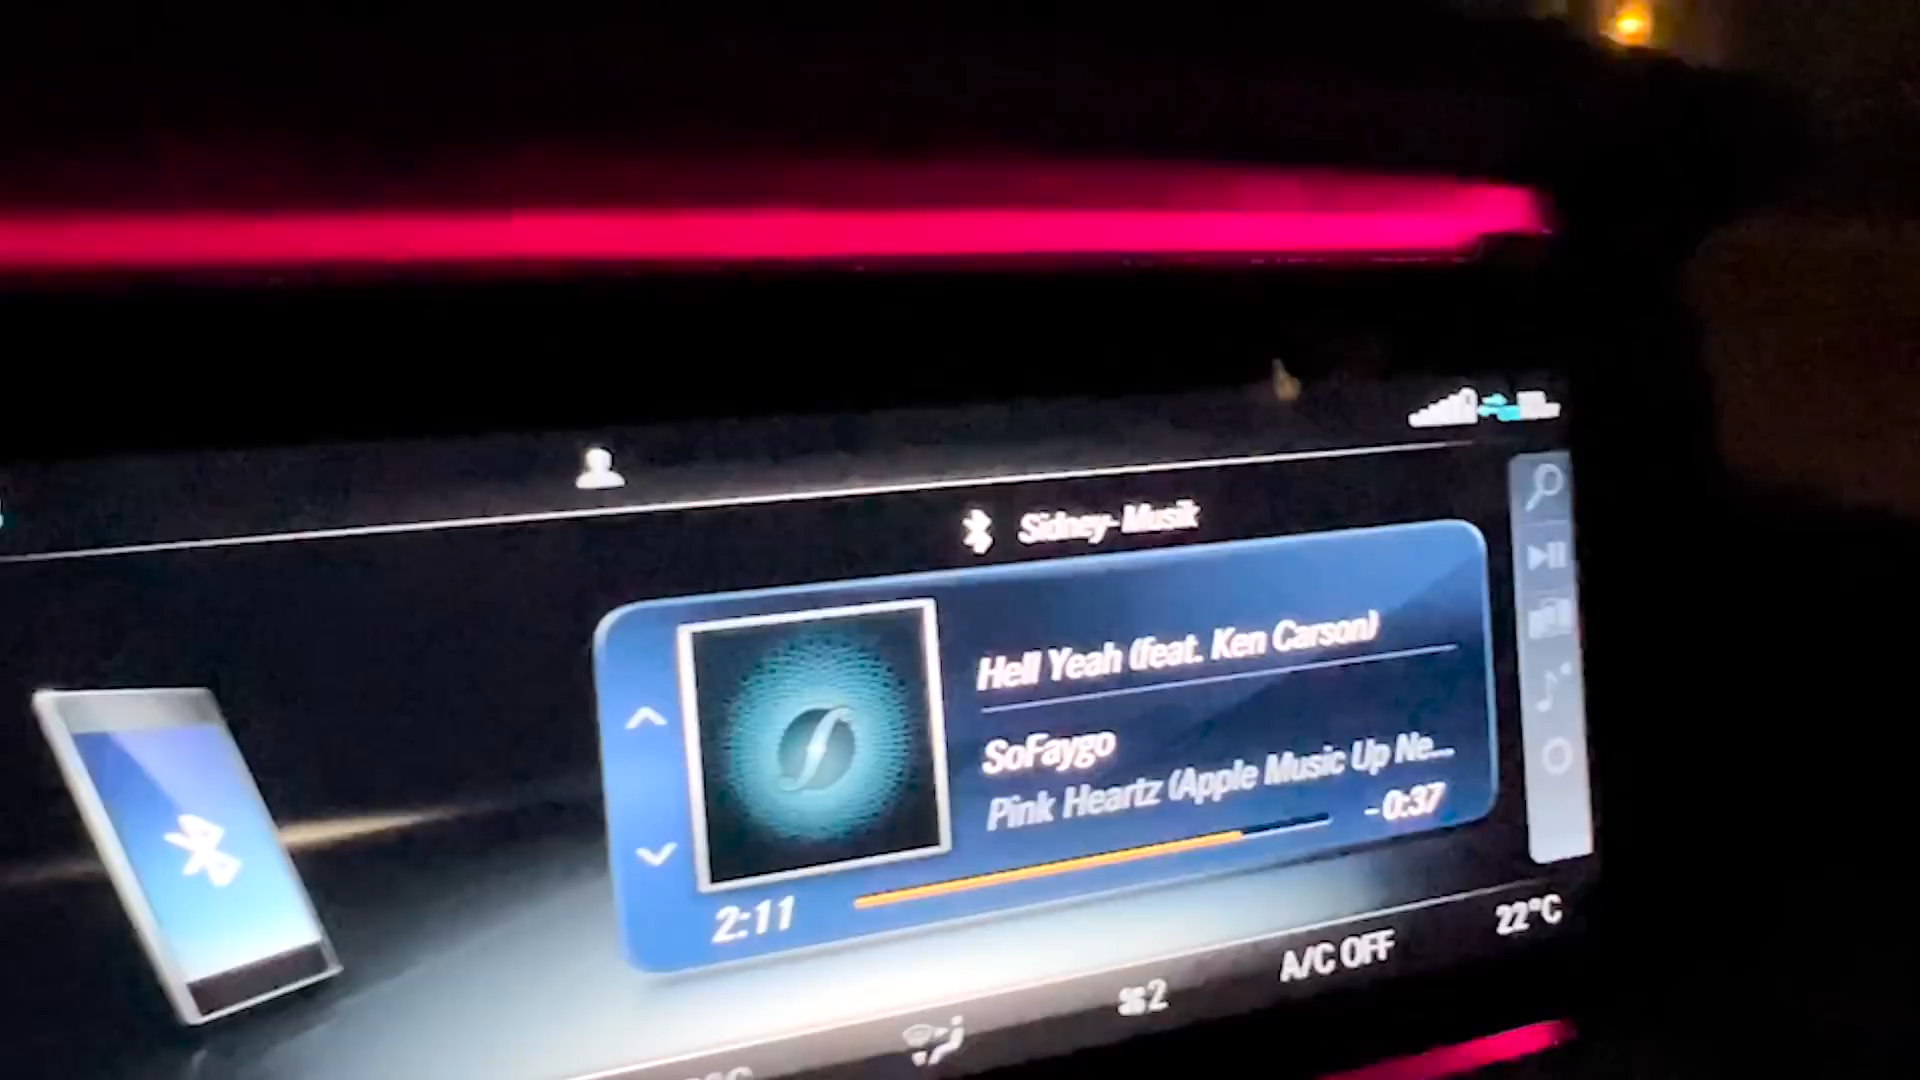 Sidney-Musik
Hell Yeah (feat. Ken Carson)
SoFaygo
Pink Heartz (Apple Music Up Ne...
-0:37
2:11
22°C
A/C OFF
2